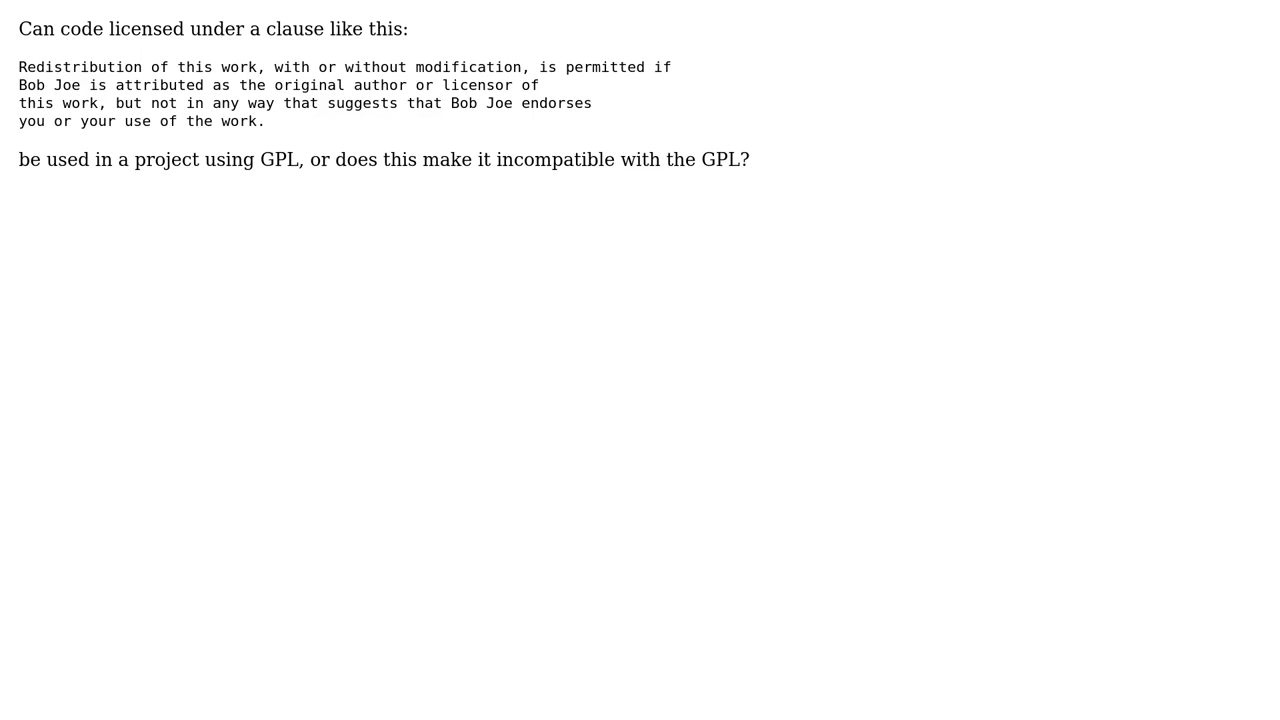 Can code licensed under a clause like this:
Redistribution of this work, with or without modification, is permitted if
Bob Joe is attributed as the original author or licensor of
this work, but not in any way that suggests that Bob Joe endorses
you or your use of the work.
be used in a project using GPL, or does this make it incompatible with the GPL?